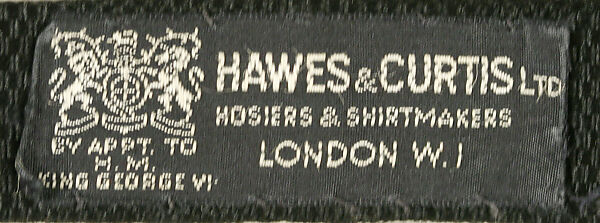 HAWES & CURTIS LTD
HOSIERS & SHIRTMAKERS
LONDON W.1
BY APPT. TO
H.M.
KING GEORGE VI